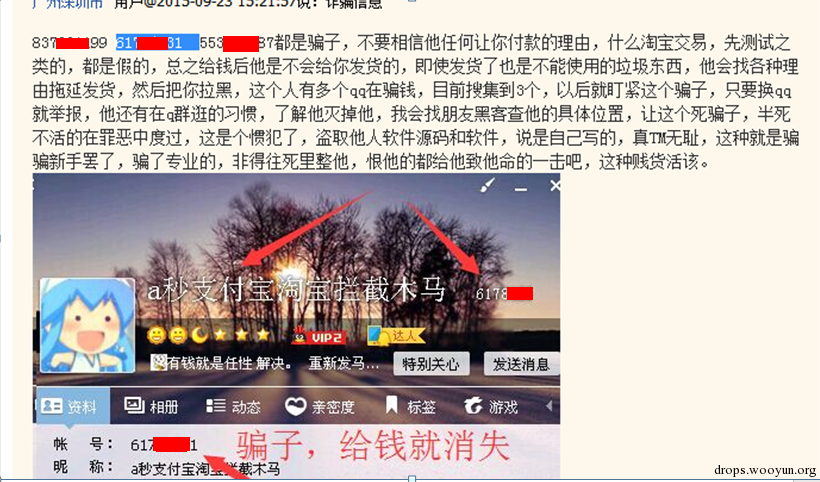 广州深圳市 用户@2015-09-23 15:21:57说：诈骗信息
837 99 617 31 553 87都是骗子，不要相信他任何让你付款的理由，什么淘宝交易，先测试之
类的，都是假的，总之给钱后他是不会给你发货的，即使发货了也是不能使用的垃圾东西，他会找各种理
由拖延发货，然后把你拉黑，这个人有多个qq在骗钱，目前搜集到3个，以后就盯紧这个骗子，只要换qq
就举报，他还有在q群逛的习惯，了解他灭掉他，我会找朋友黑客查他的具体位置，让这个死骗子，半死
不活的在罪恶中度过，这是个惯犯了，盗取他人软件源码和软件，说是自己写的，真TM无耻，这种就是骗
骗新手罢了，骗了专业的，非得往死里整他，恨他的都给他致他命的一击吧，这种贱货活该。
a秒支付宝淘宝拦截木马 6178
VIP2 达人
有钱就是任性 解决。 重新发马... 特别关心 发送消息
资料 相册 动态 亲密度 标签 游戏
帐 号： 617 1 骗子，给钱就消失
昵 称： a秒支付宝淘宝拦截木马
drops.wooyun.org